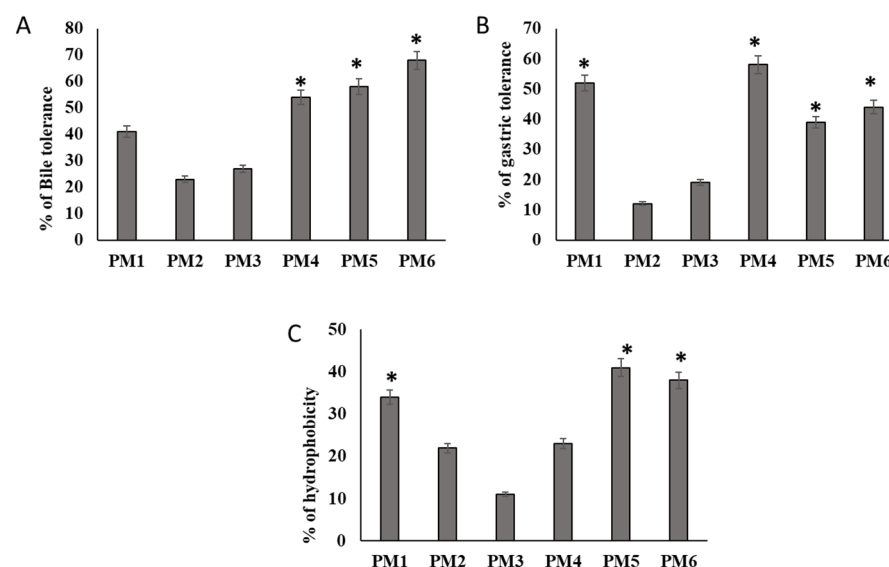 A
% of Bile tolerance
80
70
60
50
40
30
20
10
0
* * *
PM1 PM2 PM3 PM4 PM5 PM6
B
% of gastric tolerance
70
60
50
40
30
20
10
0
* * * *
PM1 PM2 PM3 PM4 PM5 PM6
C
% of hydrophobicity
50
40
30
20
10
0
* * *
PM1 PM2 PM3 PM4 PM5 PM6